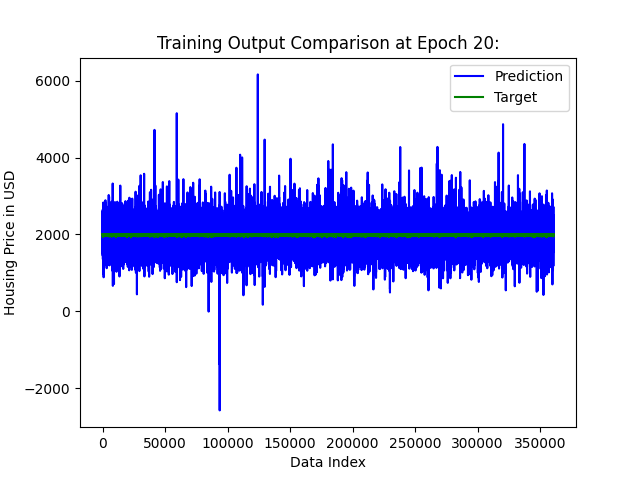 Training Output Comparison at Epoch 20:
Prediction
Target
Housing Price in USD
6000
4000
2000
0
−2000
0 50000 100000 150000 200000 250000 300000 350000
Data Index